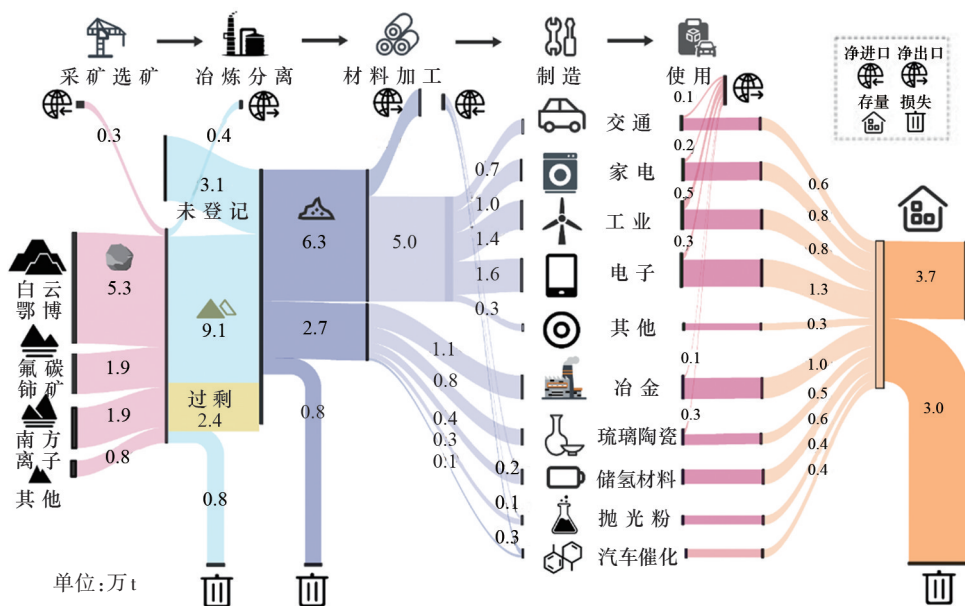 采矿选矿
冶炼分离
材料加工
制造
使用
净进口 净出口
存量 损失
0.3
0.4
3.1
未登记
5.3
白云
鄂博
1.9
氟碳
铈矿
1.9
南方
离子
0.8
其他
9.1
过剩
2.4
0.8
6.3
2.7
0.8
5.0
0.7
1.0
1.4
1.6
0.3
1.1
0.8
0.4
0.3
0.1
0.2
0.1
0.3
交通
家电
工业
电子
其他
冶金
琉璃陶瓷
储氢材料
抛光粉
汽车催化
0.1
0.2
0.5
0.3
0.1
0.3
0.6
0.8
0.8
1.3
0.3
1.0
0.5
0.6
0.4
0.4
3.7
3.0
单位:万t